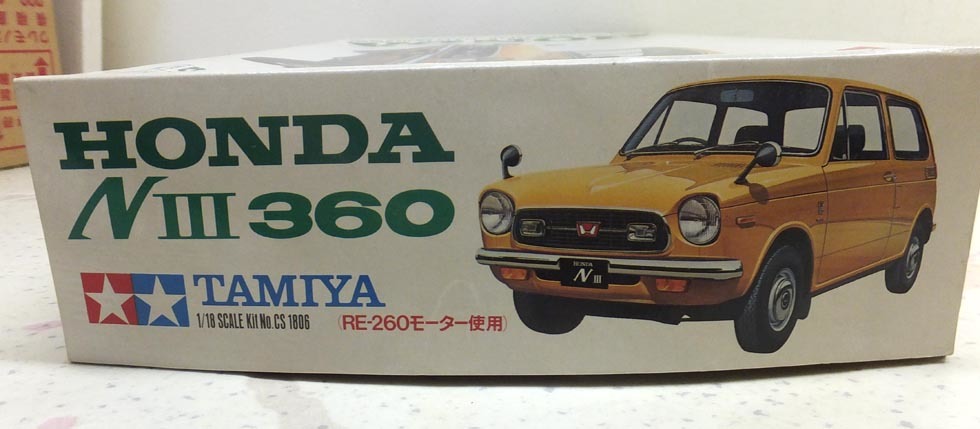 HONDA
NIII 360
TAMIYA
1/18 SCALE Kit No. CS 1806
(RE-260モーター使用)
HONDA
N III